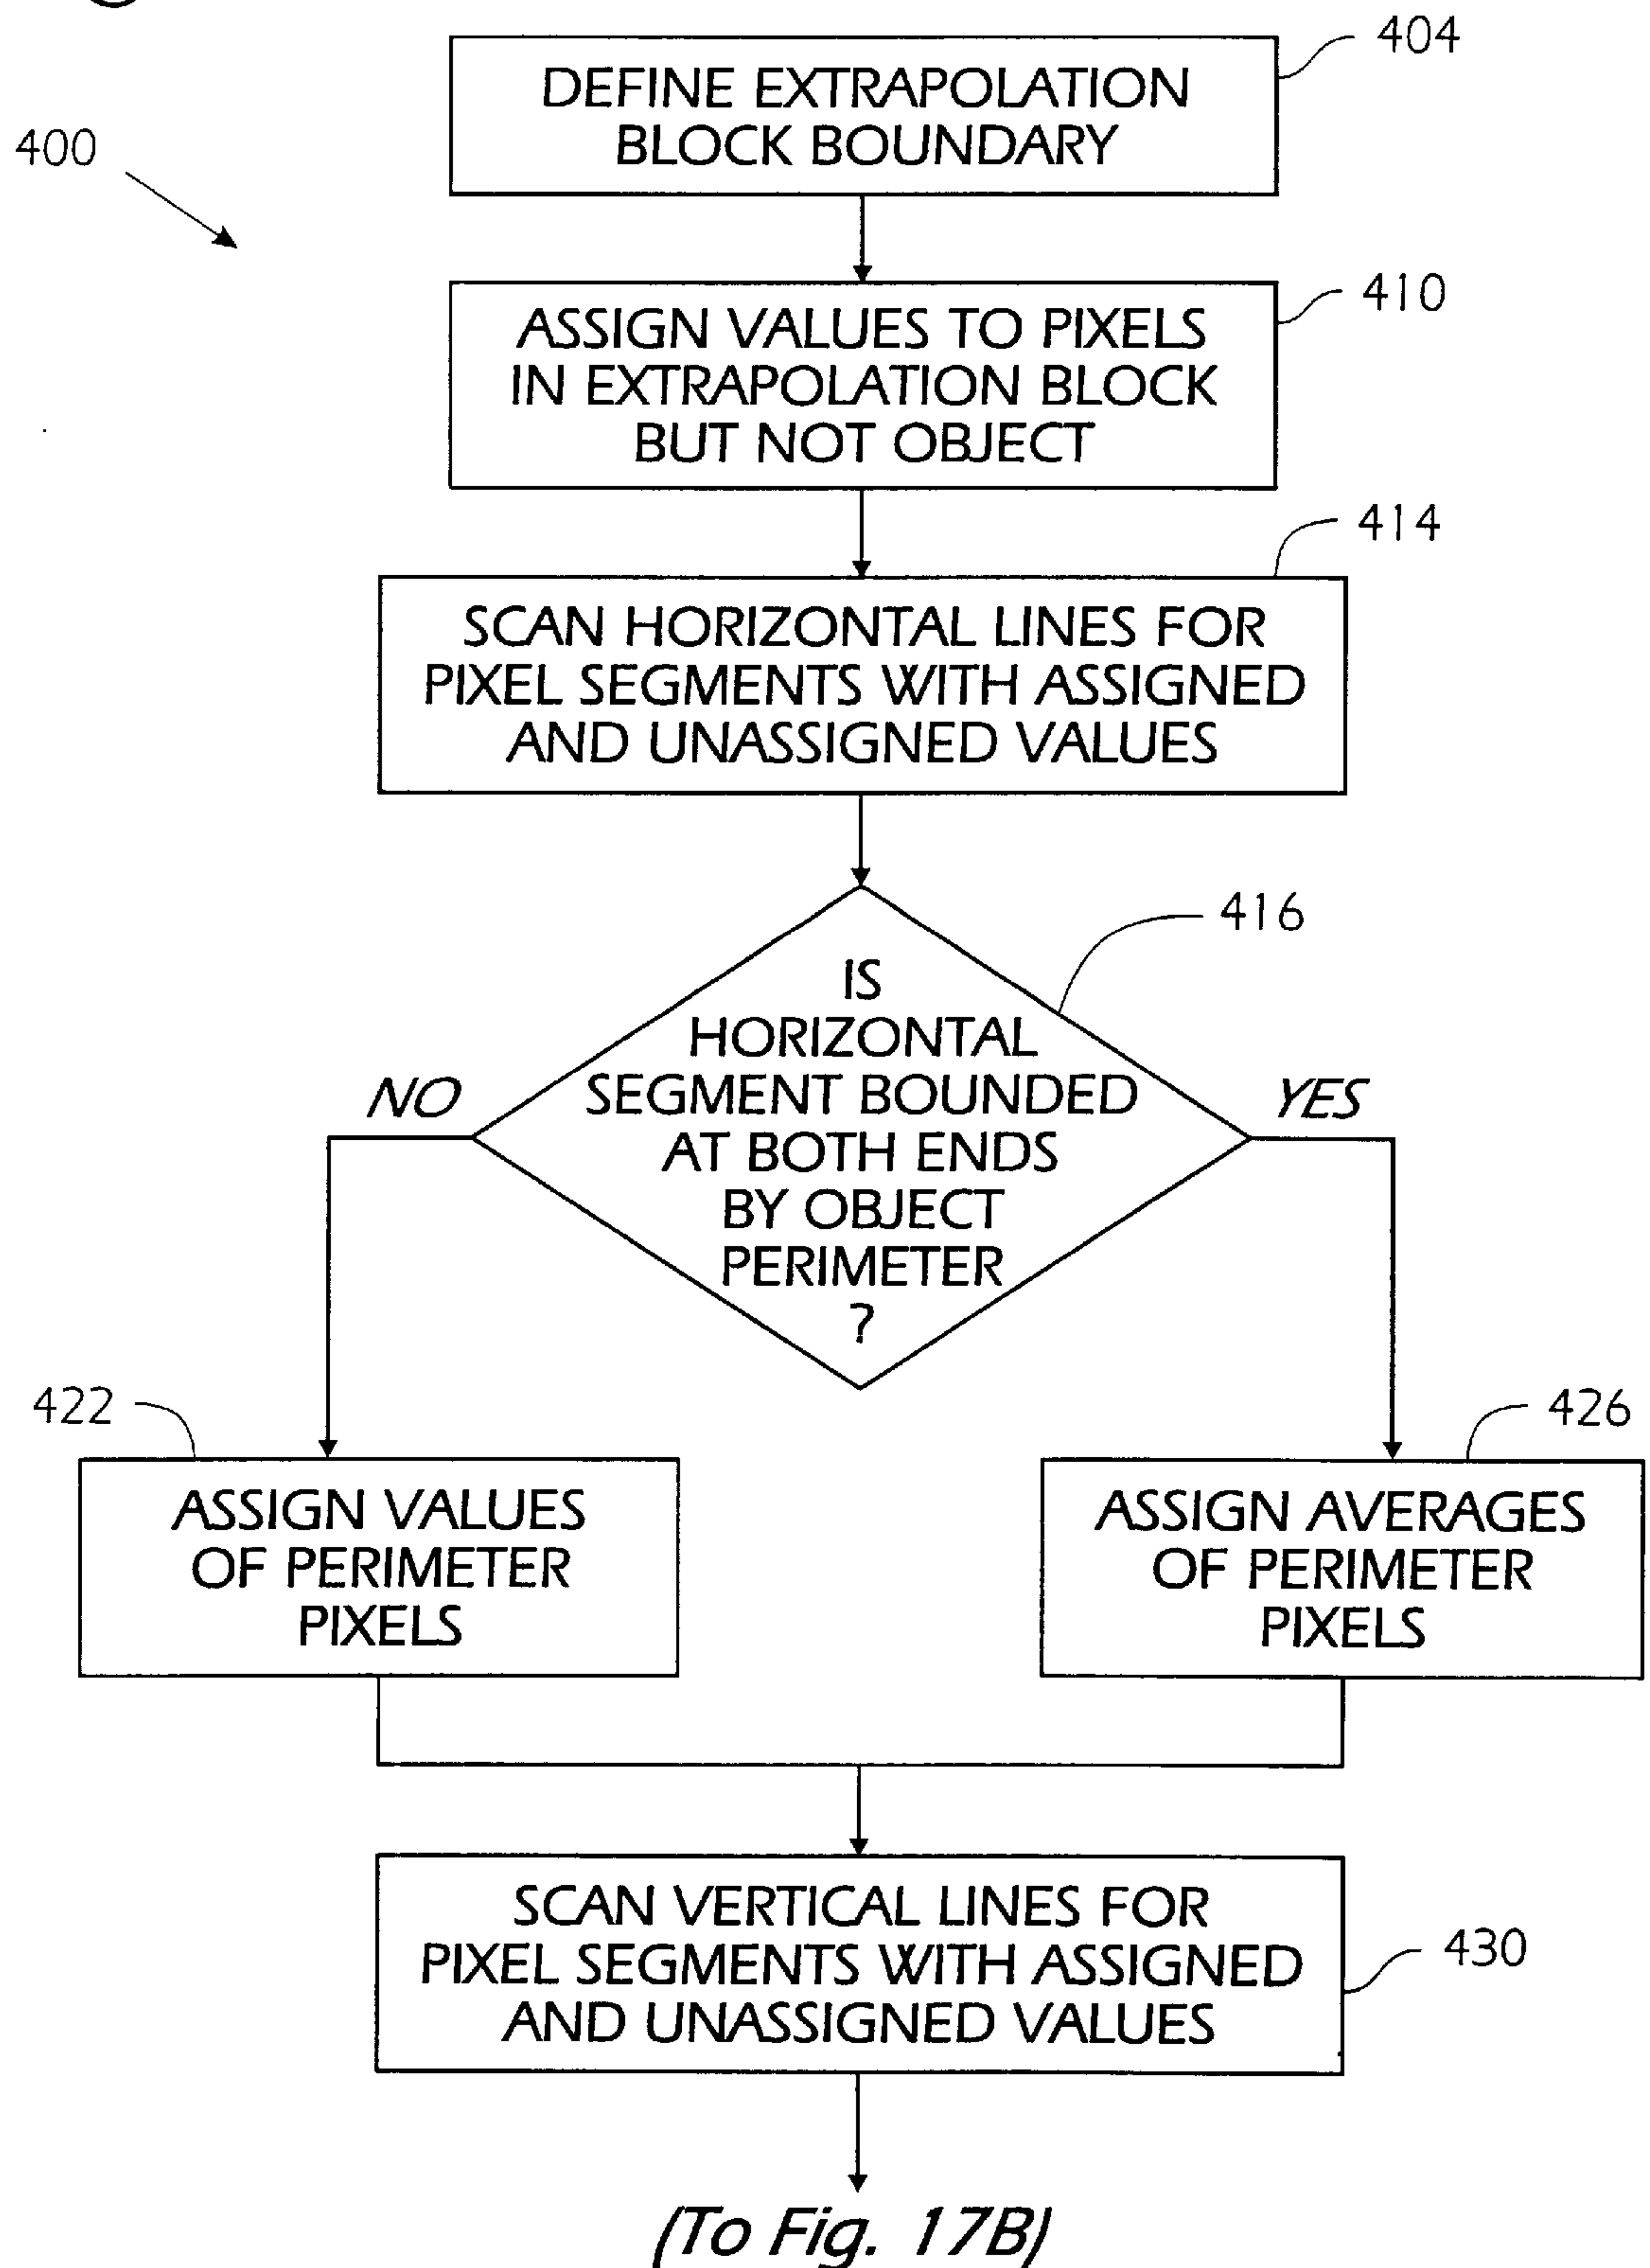 404
DEFINE EXTRAPOLATION
BLOCK BOUNDARY
400
410
ASSIGN VALUES TO PIXELS
IN EXTRAPOLATION BLOCK
BUT NOT OBJECT
414
SCAN HORIZONTAL LINES FOR
PIXEL SEGMENTS WITH ASSIGNED
AND UNASSIGNED VALUES
416
IS
HORIZONTAL
SEGMENT BOUNDED
AT BOTH ENDS
BY OBJECT
PERIMETER
?
NO
YES
422
ASSIGN VALUES
OF PERIMETER
PIXELS
426
ASSIGN AVERAGES
OF PERIMETER
PIXELS
SCAN VERTICAL LINES FOR
PIXEL SEGMENTS WITH ASSIGNED
AND UNASSIGNED VALUES
430
(To Fig. 17B)